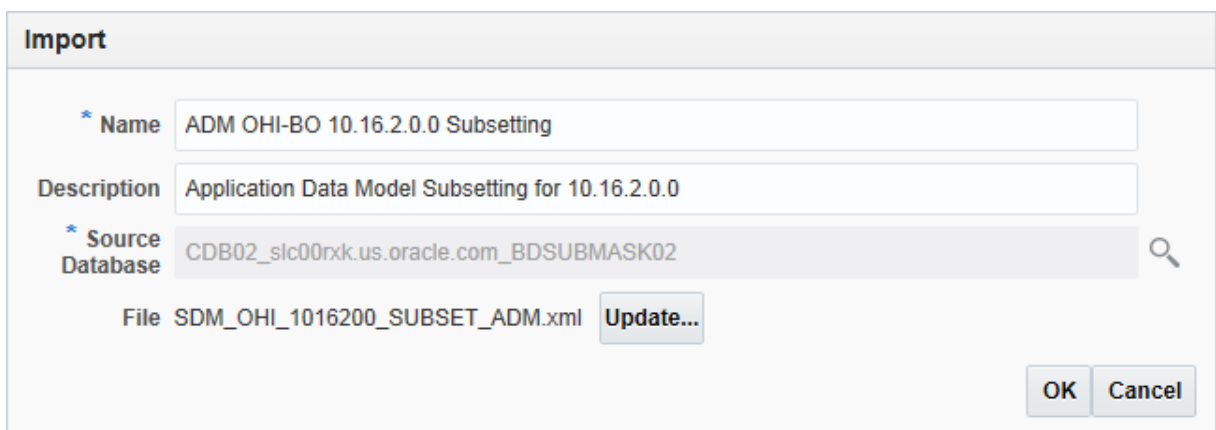 Import
* Name ADM OHI-BO 10.16.2.0.0 Subsetting
Description Application Data Model Subsetting for 10.16.2.0.0
* Source Database CDB02_slc00rxk.us.oracle.com_BDSUBMASK02
File SDM_OHI_1016200_SUBSET_ADM.xml Update...
OK Cancel